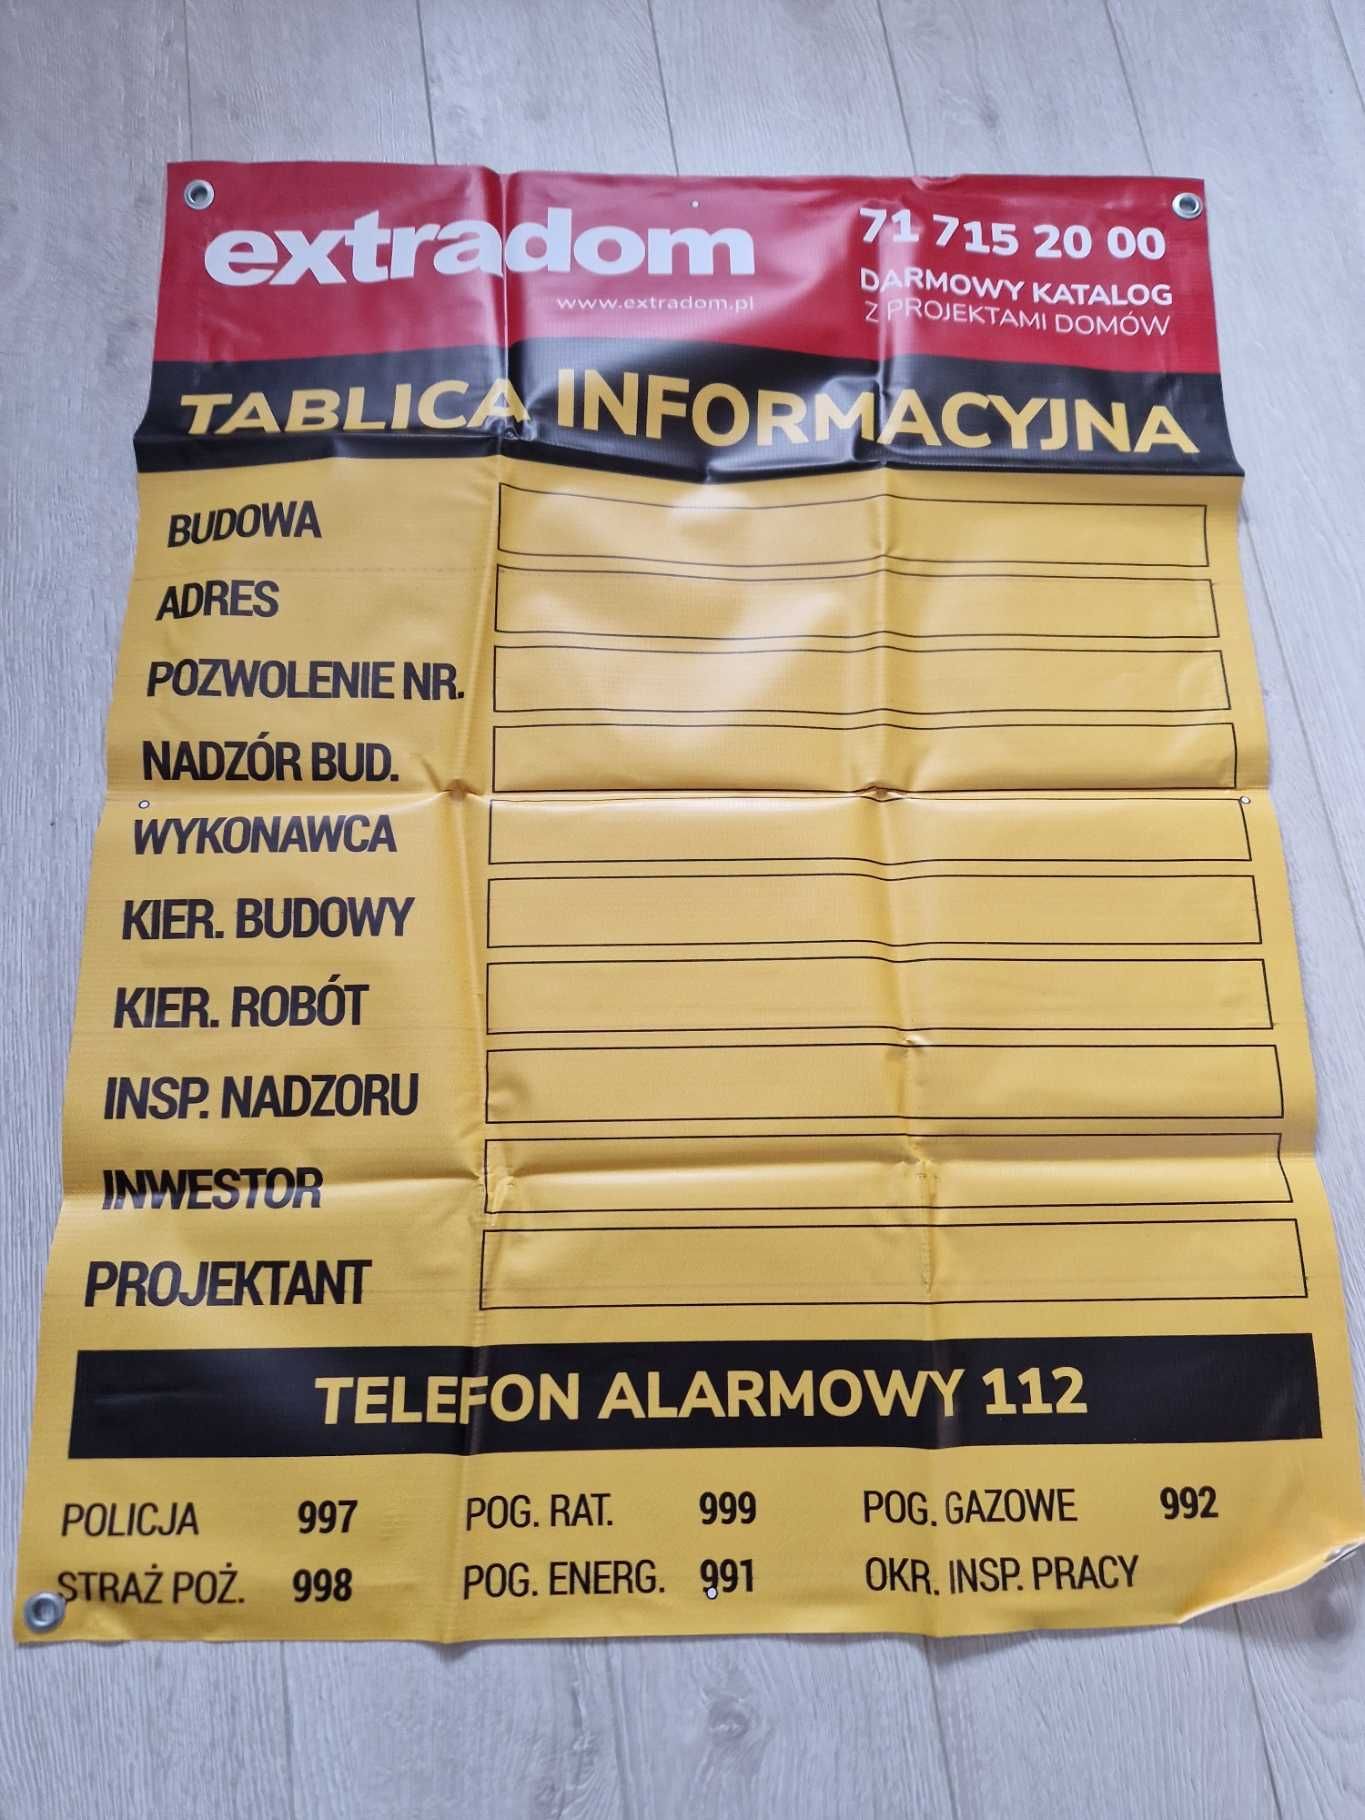 extradom
www.extradom.pl
71 715 20 00
DARMOWY KATALOG
Z PROJEKTAMI DOMÓW
TABLICA INFORMACYJNA
BUDOWA
ADRES
POZWOLENIE NR.
NADZÓR BUD.
WYKONAWCA
KIER. BUDOWY
KIER. ROBÓT
INSP. NADZORU
INWESTOR
PROJEKTANT
TELEFON ALARMOWY 112
POLICJA 997 POG. RAT. 999 POG. GAZOWE 992
STRAŻ POŻ. 998 POG. ENERG. 991 OKR. INSP. PRACY